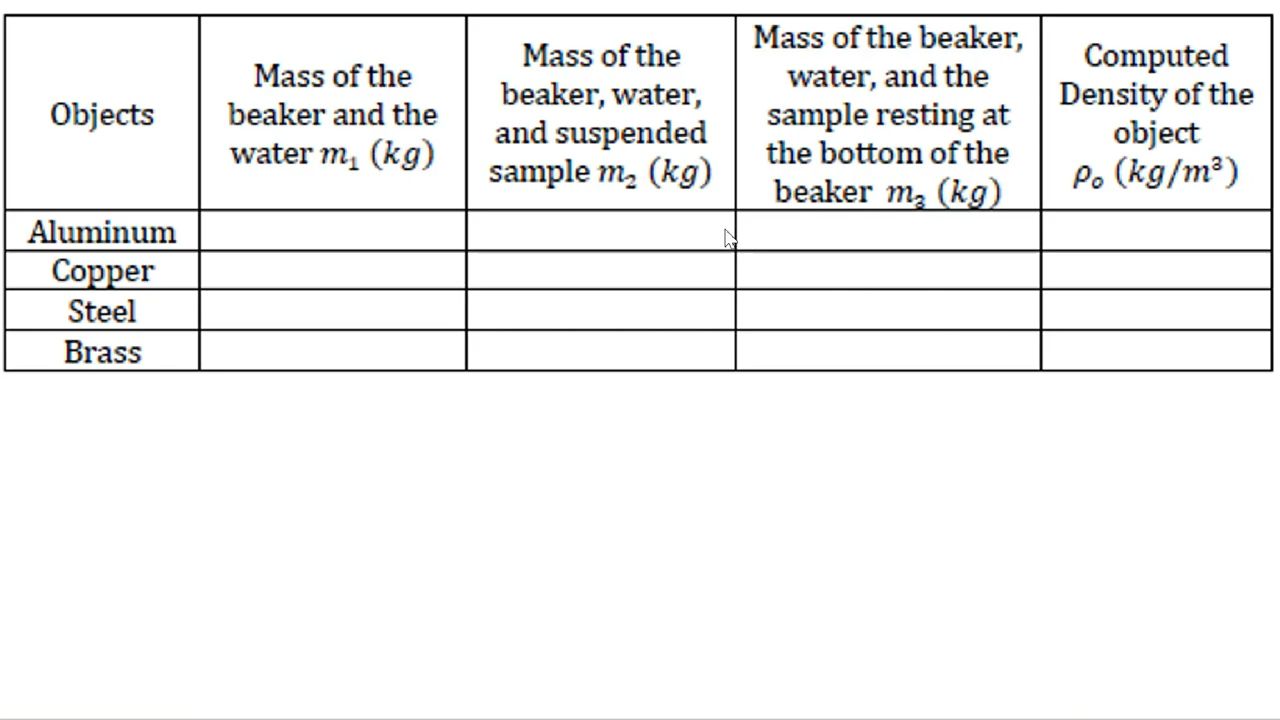 Objects
Mass of the
beaker and the
water m₁ (kg)
Mass of the
beaker, water,
and suspended
sample m₂ (kg)
Mass of the beaker,
water, and the
sample resting at
the bottom of the
beaker m₃ (kg)
Computed
Density of the
object
ρₒ (kg/m³)
Aluminum
Copper
Steel
Brass